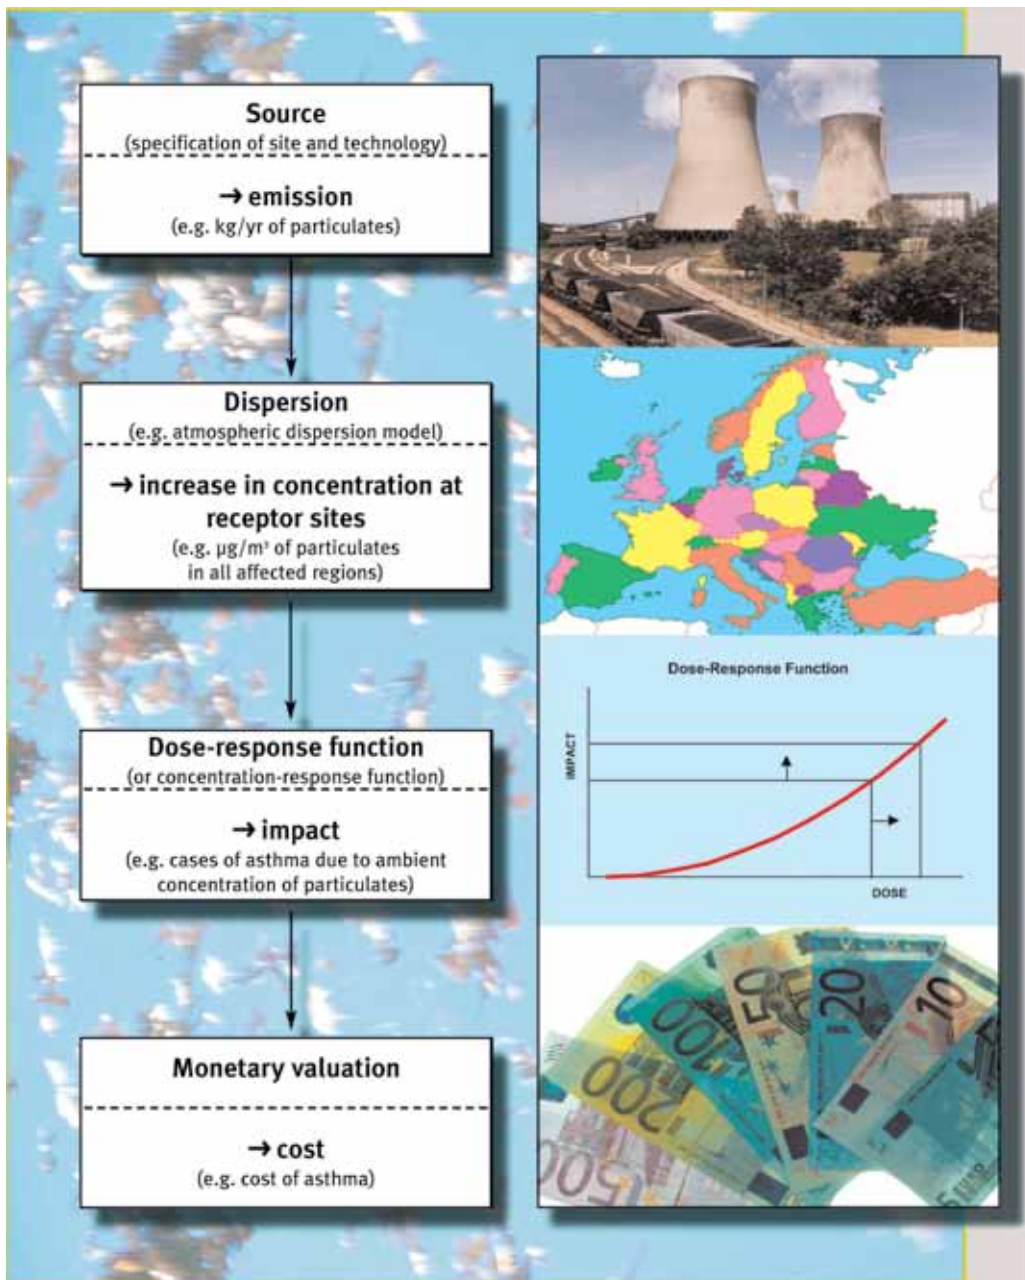 Source
(specification of site and technology)
→ emission
(e.g. kg/yr of particulates)
Dispersion
(e.g. atmospheric dispersion model)
→ increase in concentration at
receptor sites
(e.g. µg/m³ of particulates
in all affected regions)
Dose-response function
(or concentration-response function)
→ impact
(e.g. cases of asthma due to ambient
concentration of particulates)
Monetary valuation
→ cost
(e.g. cost of asthma)
Dose-Response Function
IMPACT
DOSE
500
200
100
100
50
20
10
5 EURO